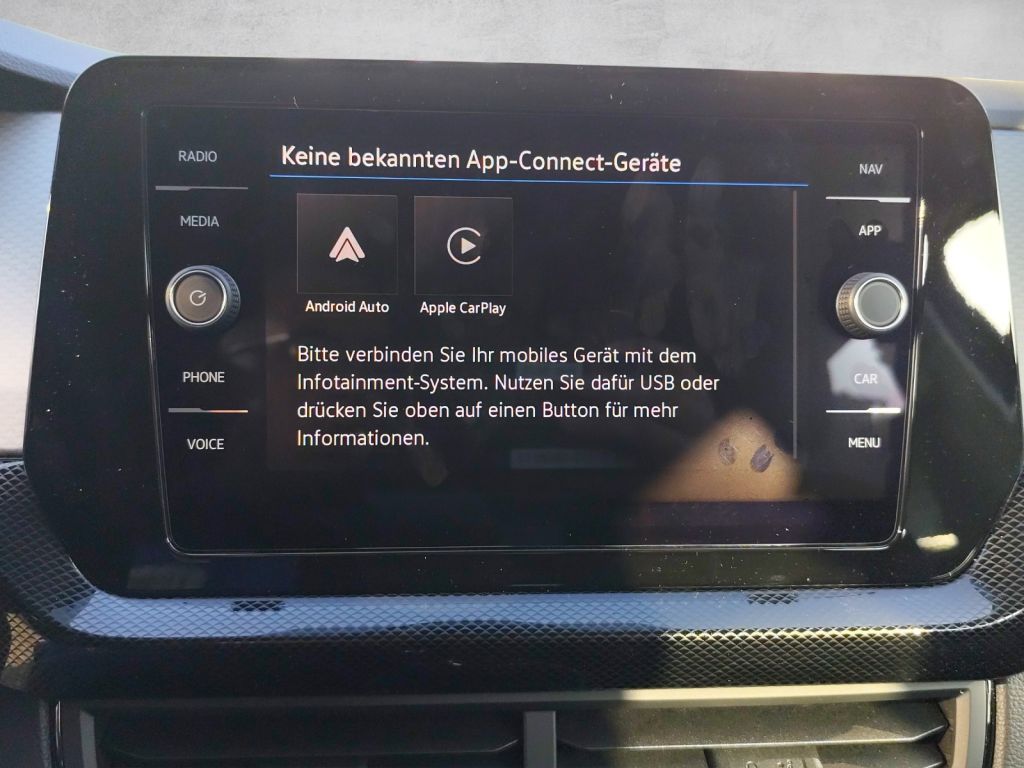 Keine bekannten App-Connect-Geräte
RADIO
MEDIA
PHONE
VOICE
Android Auto
Apple CarPlay
Bitte verbinden Sie Ihr mobiles Gerät mit dem
Infotainment-System. Nutzen Sie dafür USB oder
drücken Sie oben auf einen Button für mehr
Informationen.
NAV
APP
CAR
MENU